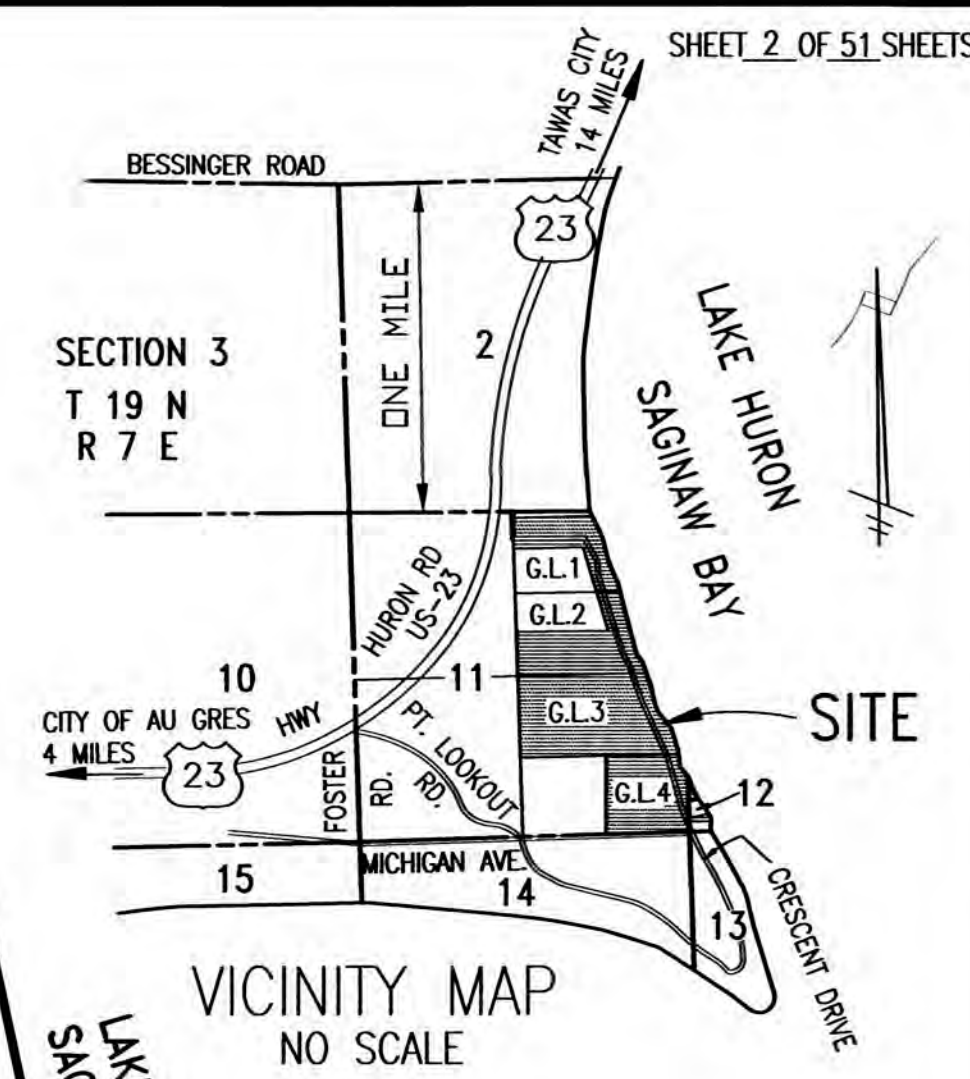 SHEET 2 OF 51 SHEETS
TAWAS CITY
14 MILES
BESSINGER ROAD
23
ONE MILE
2
SECTION 3
T 19 N
R 7 E
LAKE HURON
SAGINAW BAY
HURON RD
US-23
G.L.1
G.L.2
10
11
G.L.3
SITE
CITY OF AU GRES
4 MILES
HWY
23
PT. LOOKOUT
RD.
FOSTER
RD.
G.L.4
12
MICHIGAN AVE.
15
14
13
CRESCENT DRIVE
VICINITY MAP
NO SCALE